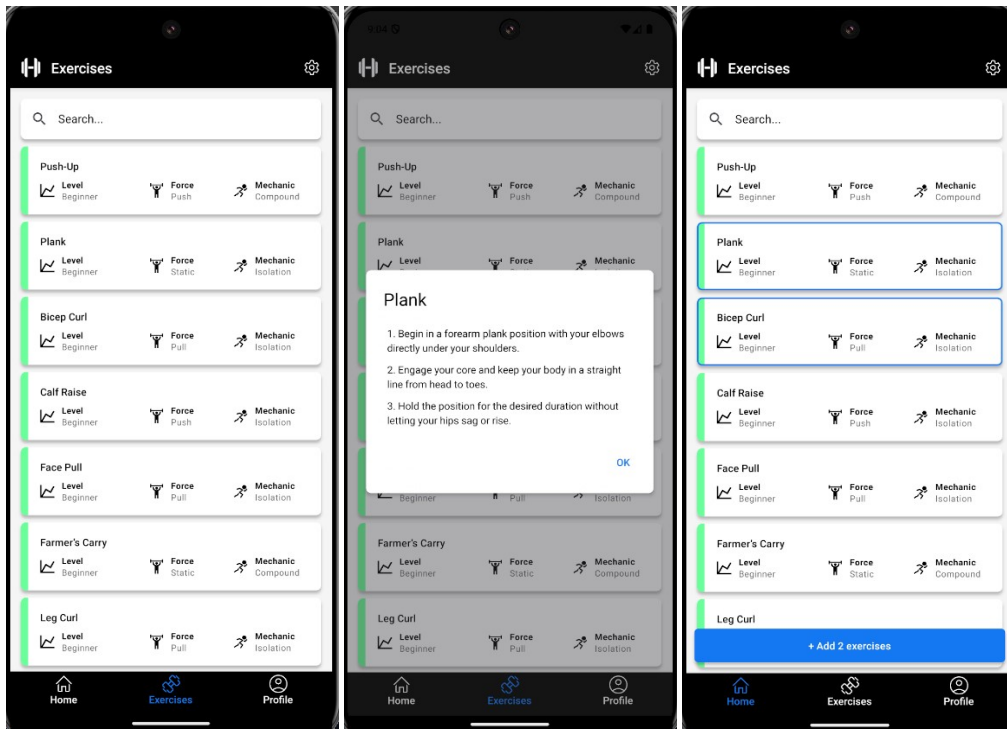 Exercises
Search...
Push-Up
Level Force Mechanic
Beginner Push Compound
Plank
Level Force Mechanic
Beginner Static Isolation
Bicep Curl
Level Force Mechanic
Beginner Pull Isolation
Calf Raise
Level Force Mechanic
Beginner Push Isolation
Face Pull
Level Force Mechanic
Beginner Pull Isolation
Farmer's Carry
Level Force Mechanic
Beginner Static Compound
Leg Curl
Level Force Mechanic
Beginner Pull Isolation
Home Exercises Profile
9:04
Exercises
Search...
Push-Up
Level Force Mechanic
Beginner Push Compound
Plank
Level Force Mechanic
Plank
1. Begin in a forearm plank position with your elbows
directly under your shoulders.
2. Engage your core and keep your body in a straight
line from head to toes.
3. Hold the position for the desired duration without
letting your hips sag or rise.
OK
Beginner Pull Isolation
Farmer's Carry
Level Force Mechanic
Beginner Static Compound
Leg Curl
Level Force Mechanic
Beginner Pull Isolation
Home Exercises Profile
Exercises
Search...
Push-Up
Level Force Mechanic
Beginner Push Compound
Plank
Level Force Mechanic
Beginner Static Isolation
Bicep Curl
Level Force Mechanic
Beginner Pull Isolation
Calf Raise
Level Force Mechanic
Beginner Push Isolation
Face Pull
Level Force Mechanic
Beginner Pull Isolation
Farmer's Carry
Level Force Mechanic
Beginner Static Compound
Leg Curl
+ Add 2 exercises
Home Exercises Profile